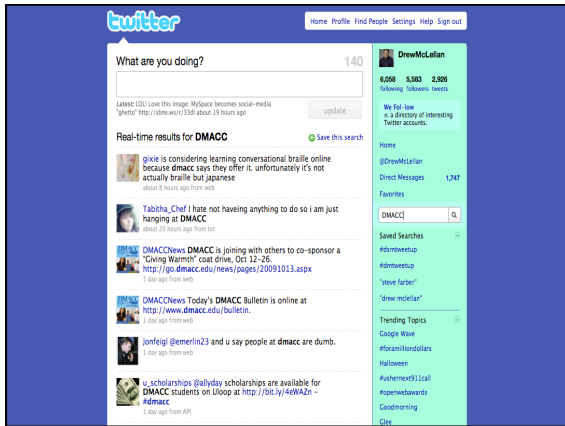 twitter
Home Profile Find People Settings Help Sign out
What are you doing?
140
Latest: LOL! Love this image: MySpace becomes social-media
"ghetto" http://sbne.ws/r/33dl about 19 hours ago
update
Real-time results for DMACC
Save this search
gixie is considering learning conversational braille online
because dmacc says they offer it. unfortunately it's not
actually braille but japanese
about 8 hours ago from web
Tabitha_Chef I hate not haveing anything to do so i am just
hanging at DMACC
about 20 hours ago from txt
DMACCNews DMACC is joining with others to co-sponsor a
"Giving Warmth" coat drive, Oct 12-26.
http://go.dmacc.edu/news/pages/20091013.aspx
1 day ago from web
DMACCNews Today's DMACC Bulletin is online at
http://www.dmacc.edu/bulletin.
1 day ago from web
Jonfeigl @emerlin23 and u say people at dmacc are dumb.
1 day ago from web
u_scholarships @allyday scholarships are available for
DMACC students on Uloop at http://bit.ly/4eWAZn -
#dmacc
1 day ago from API
DrewMcLellan
6,058 5,583 2,926
following followers tweets
We Fol-low
n. a directory of interesting
Twitter accounts.
Home
@DrewMcLellan
Direct Messages 1,747
Favorites
DMACC
Saved Searches
#dsmtweetup
#dmtweetup
"steve farber"
"drew mclellan"
Trending Topics
Google Wave
#foramilliondollars
Halloween
#ushernext911call
#openwebawards
Goodmorning
Glee